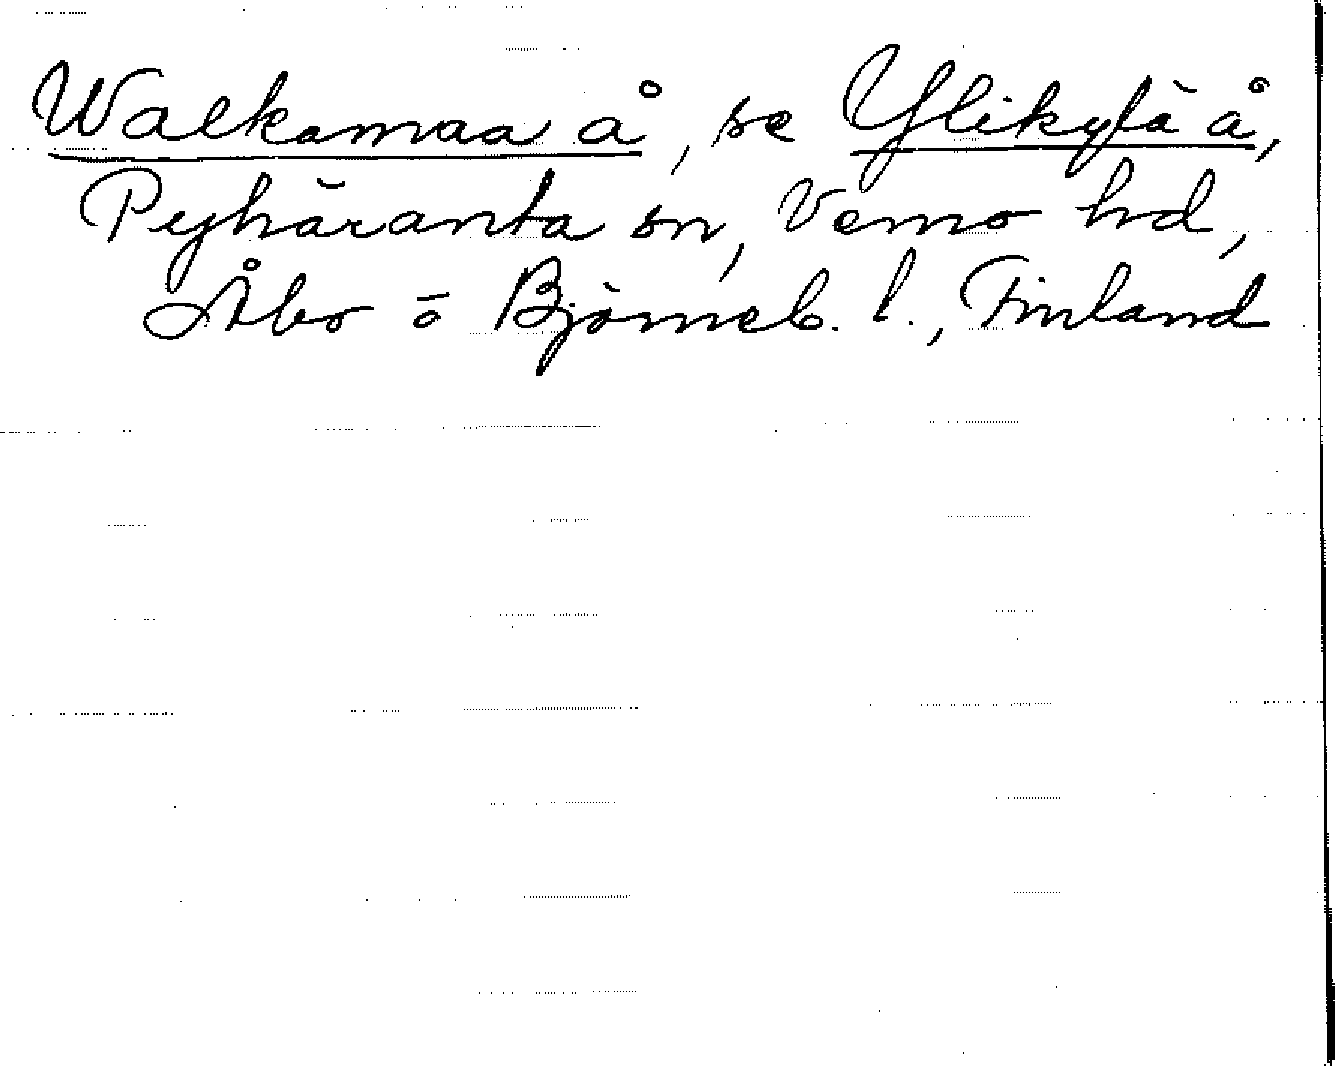 Walkamaa å, se Ylikylä å,
Pyhäranta sn, Vemo hd,
Åbo ō Björneb. l., Finland